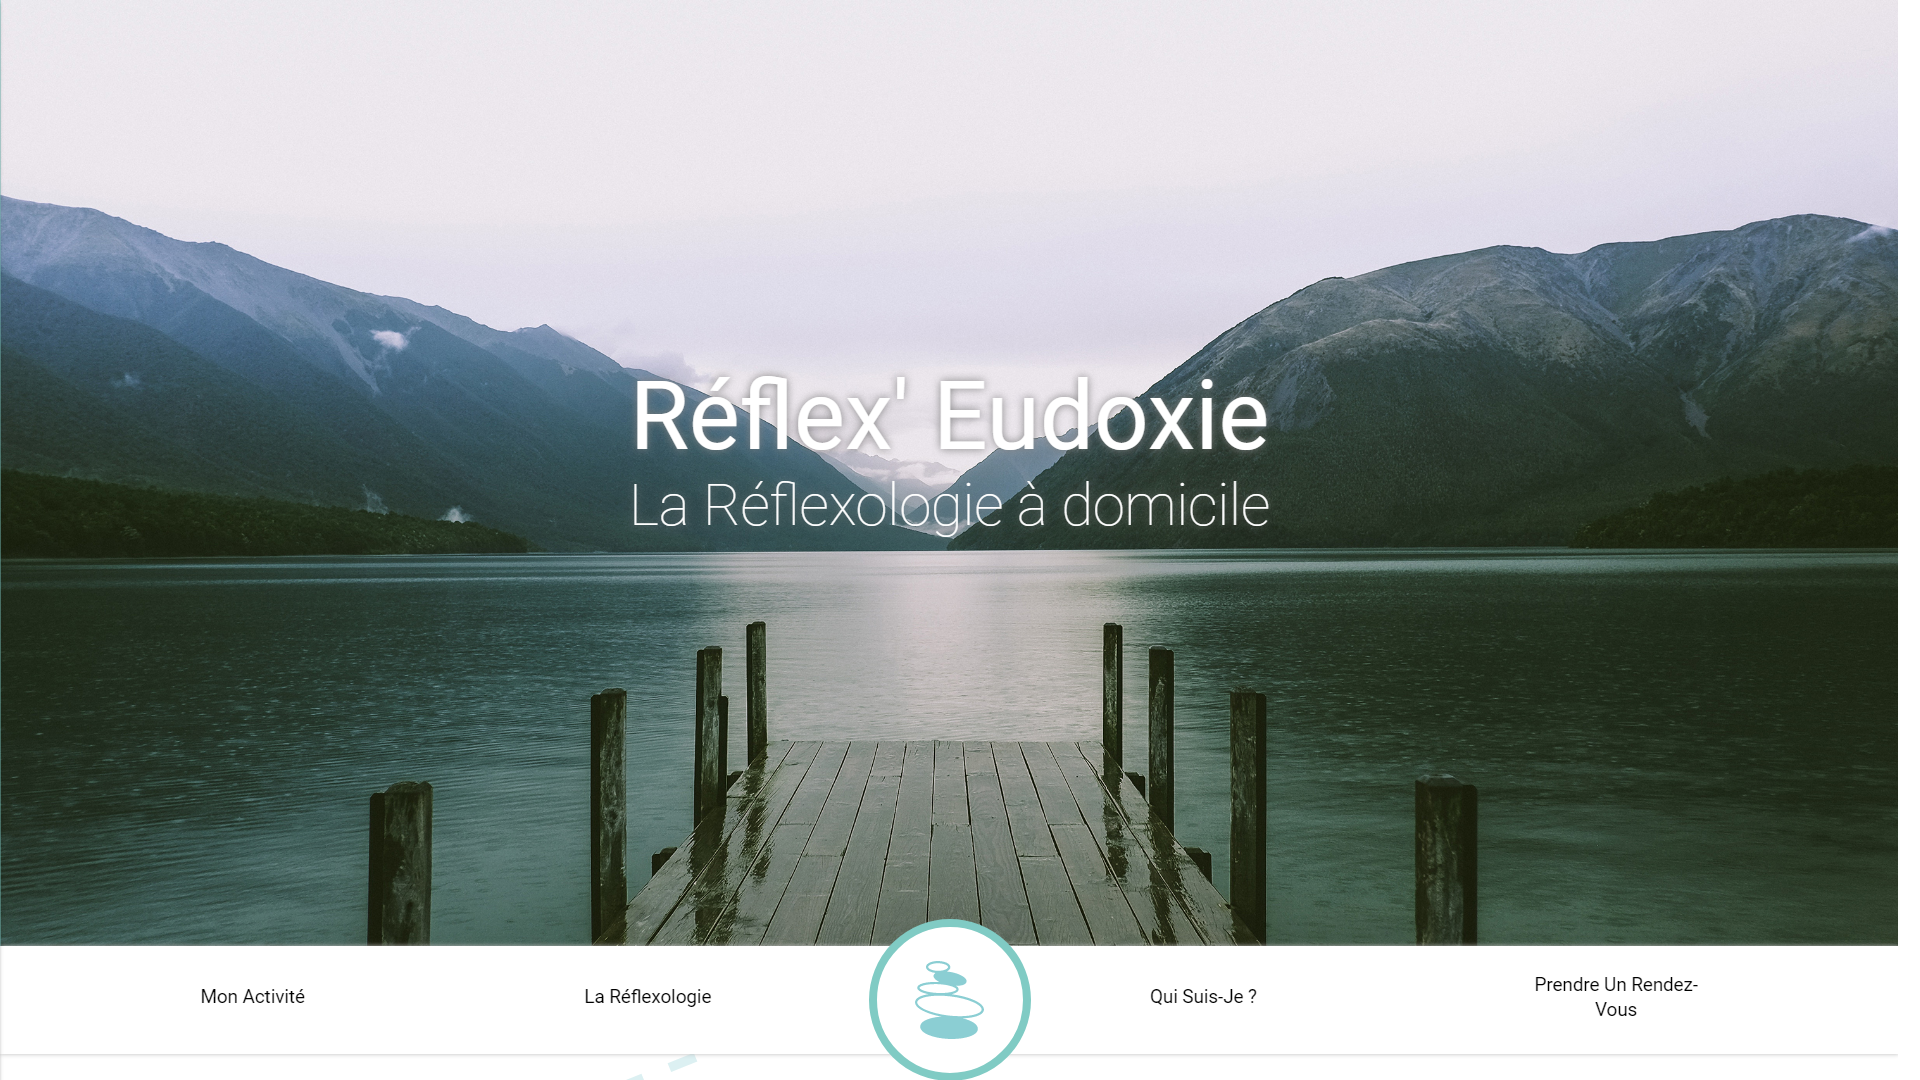 Réflex' Eudoxie
La Réflexologie à domicile
Mon Activité
La Réflexologie
Qui Suis-Je ?
Prendre Un Rendez-
Vous